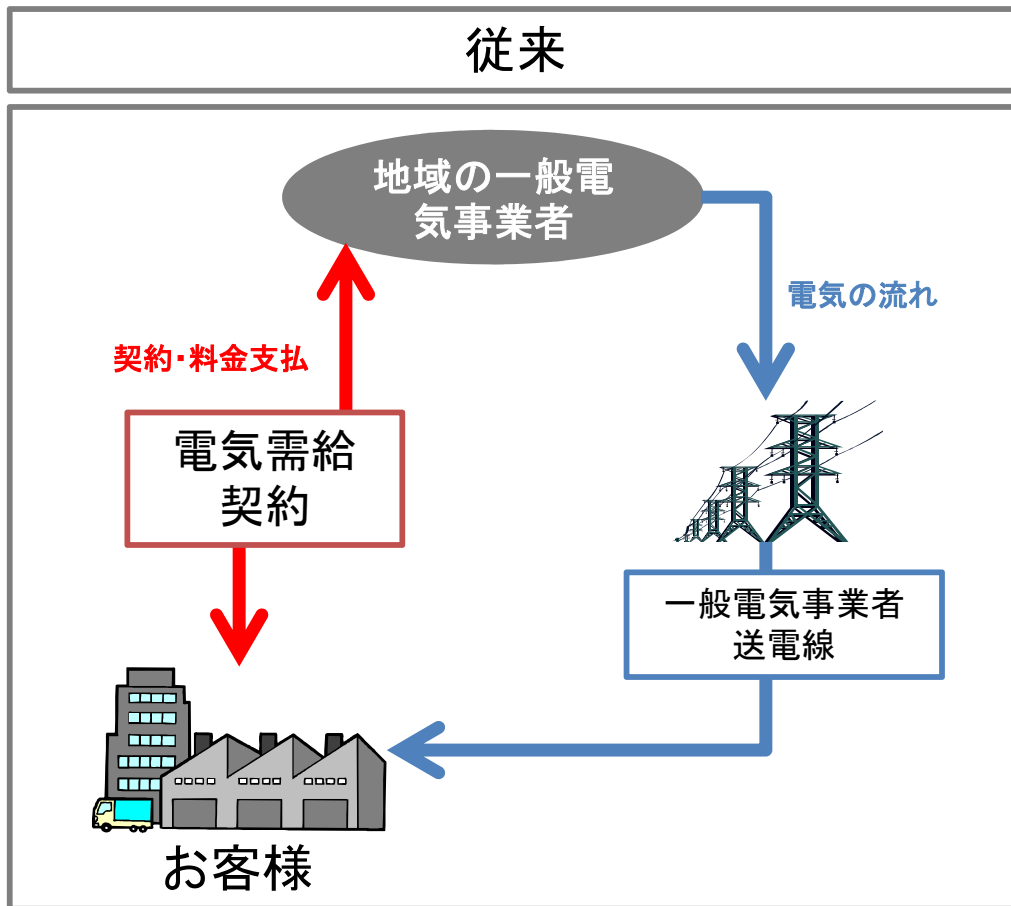 従来
地域の一般電
気事業者
電気の流れ
契約・料金支払
電気需給
契約
一般電気事業者
送電線
お客様